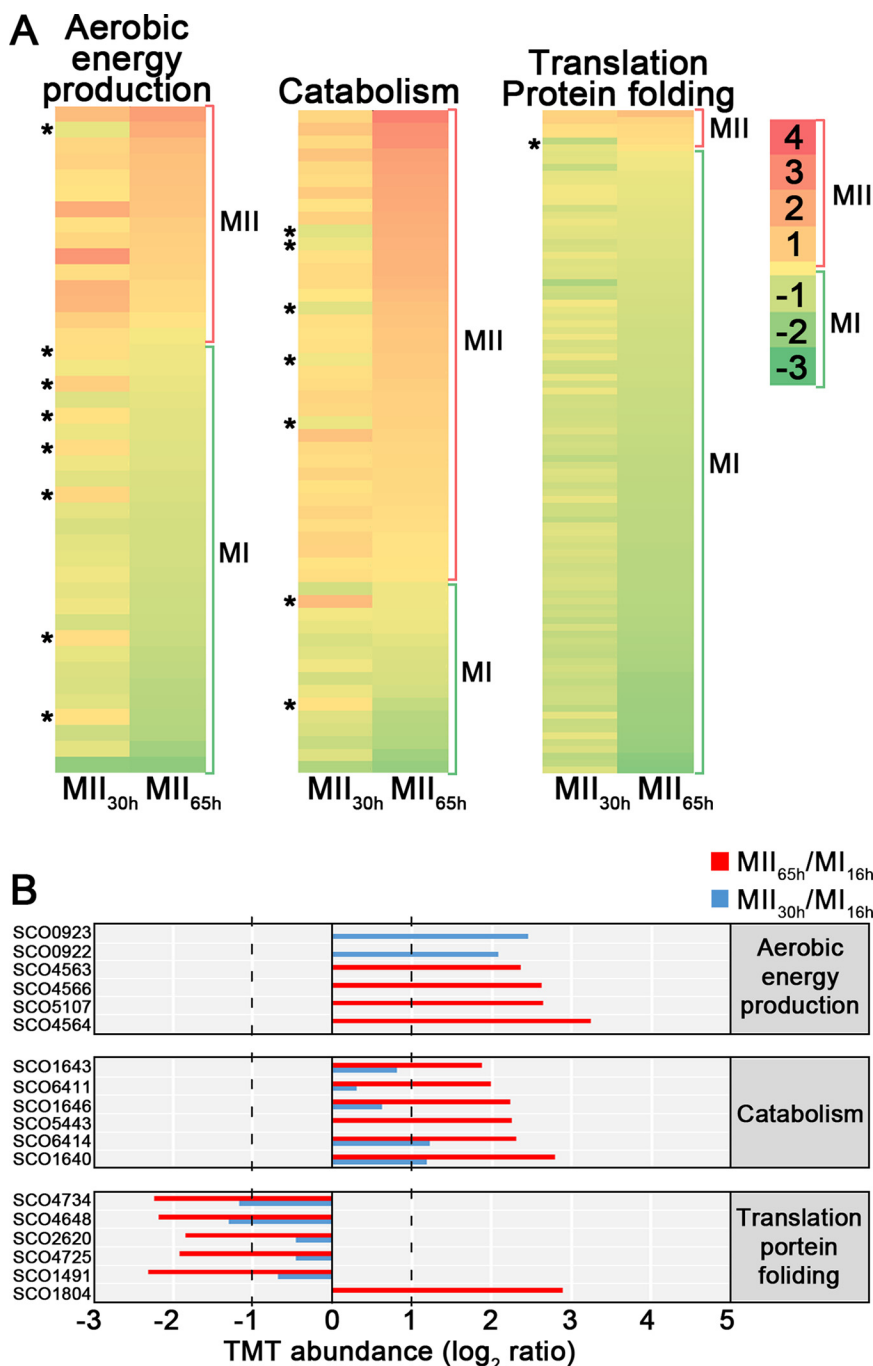 A
Aerobic
energy
production
Catabolism
Translation
Protein folding
*
*
*
*
*
*
*
*
MII
MI
MII30h MII65h
*
*
*
*
*
*
*
MII
MI
MII30h MII65h
*
MII
MI
MII30h MII65h
4
3
2
1
-1
-2
-3
MII
MI
B
MII65h/MI16h
MII30h/MI16h
SCO0923
SCO0922
SCO4563
SCO4566
SCO5107
SCO4564
Aerobic
energy
production
SCO1643
SCO6411
SCO1646
SCO5443
SCO6414
SCO1640
Catabolism
SCO4734
SCO4648
SCO2620
SCO4725
SCO1491
SCO1804
Translation
portein
foliding
-3 -2 -1 0 1 2 3 4 5
TMT abundance (log2 ratio)